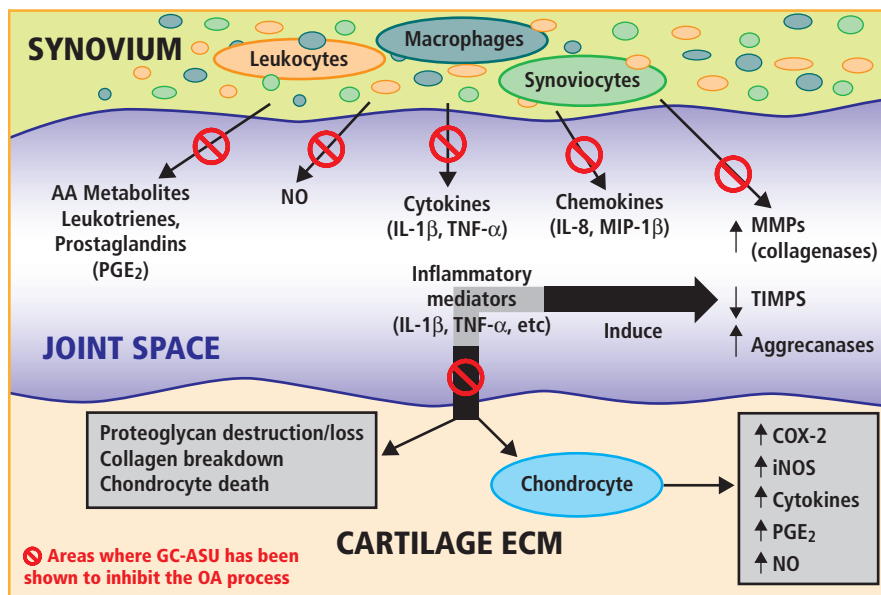 SYNOVIUM
Leukocytes
Macrophages
Synoviocytes
AA Metabolites
Leukotrienes,
Prostaglandins
(PGE₂)
NO
Cytokines
(IL-1β, TNF-α)
Chemokines
(IL-8, MIP-1β)
↑ MMPs
(collagenases)
Inflammatory
mediators
(IL-1β, TNF-α, etc)
Induce
↓ TIMPS
↑ Aggrecanases
JOINT SPACE
Proteoglycan destruction/loss
Collagen breakdown
Chondrocyte death
Chondrocyte
↑ COX-2
↑ iNOS
↑ Cytokines
↑ PGE₂
↑ NO
CARTILAGE ECM
Areas where GC-ASU has been
shown to inhibit the OA process